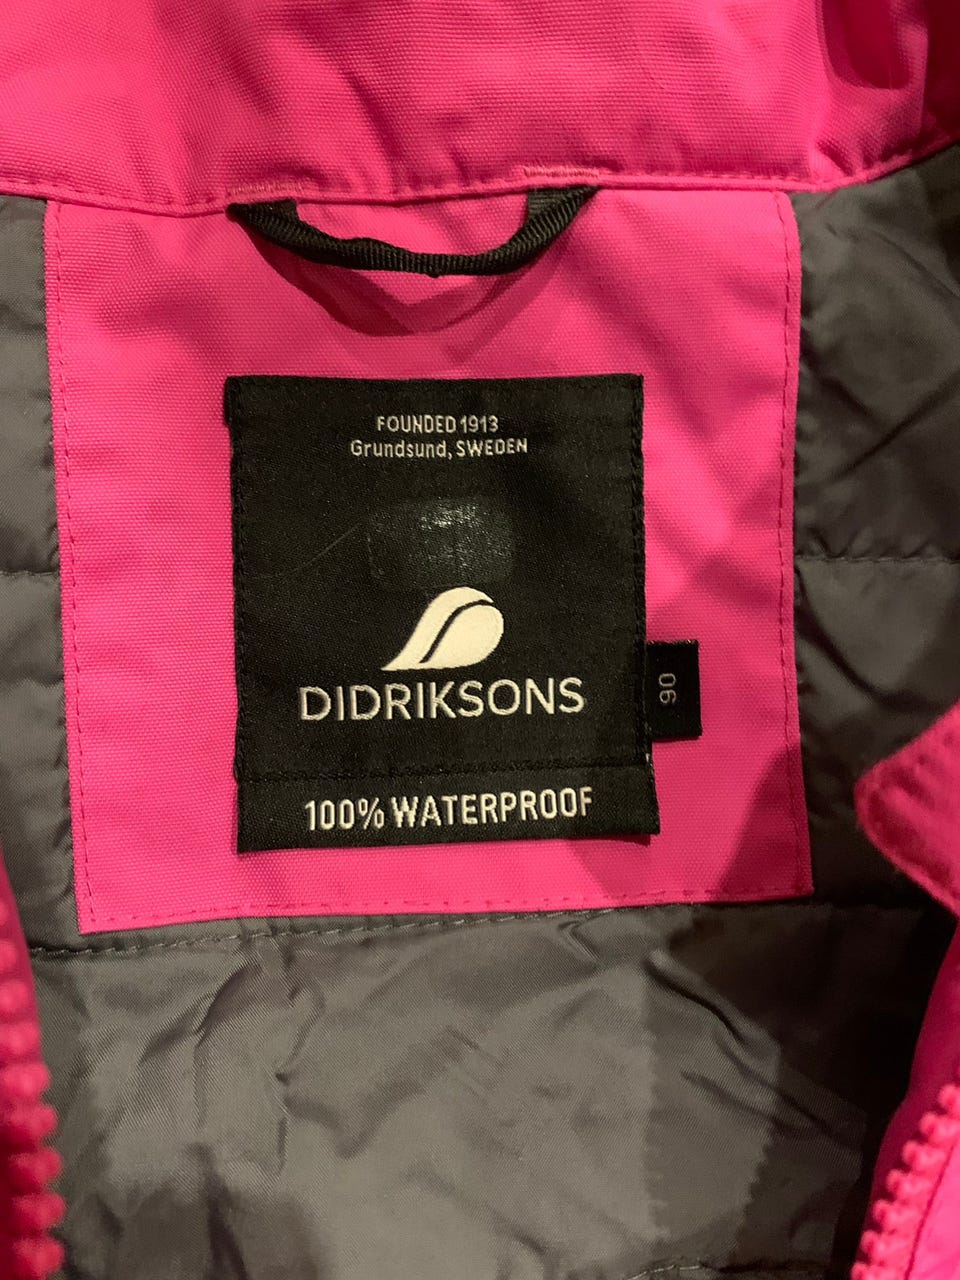 FOUNDED 1913
Grundsund, SWEDEN
DIDRIKSONS
90
100% WATERPROOF